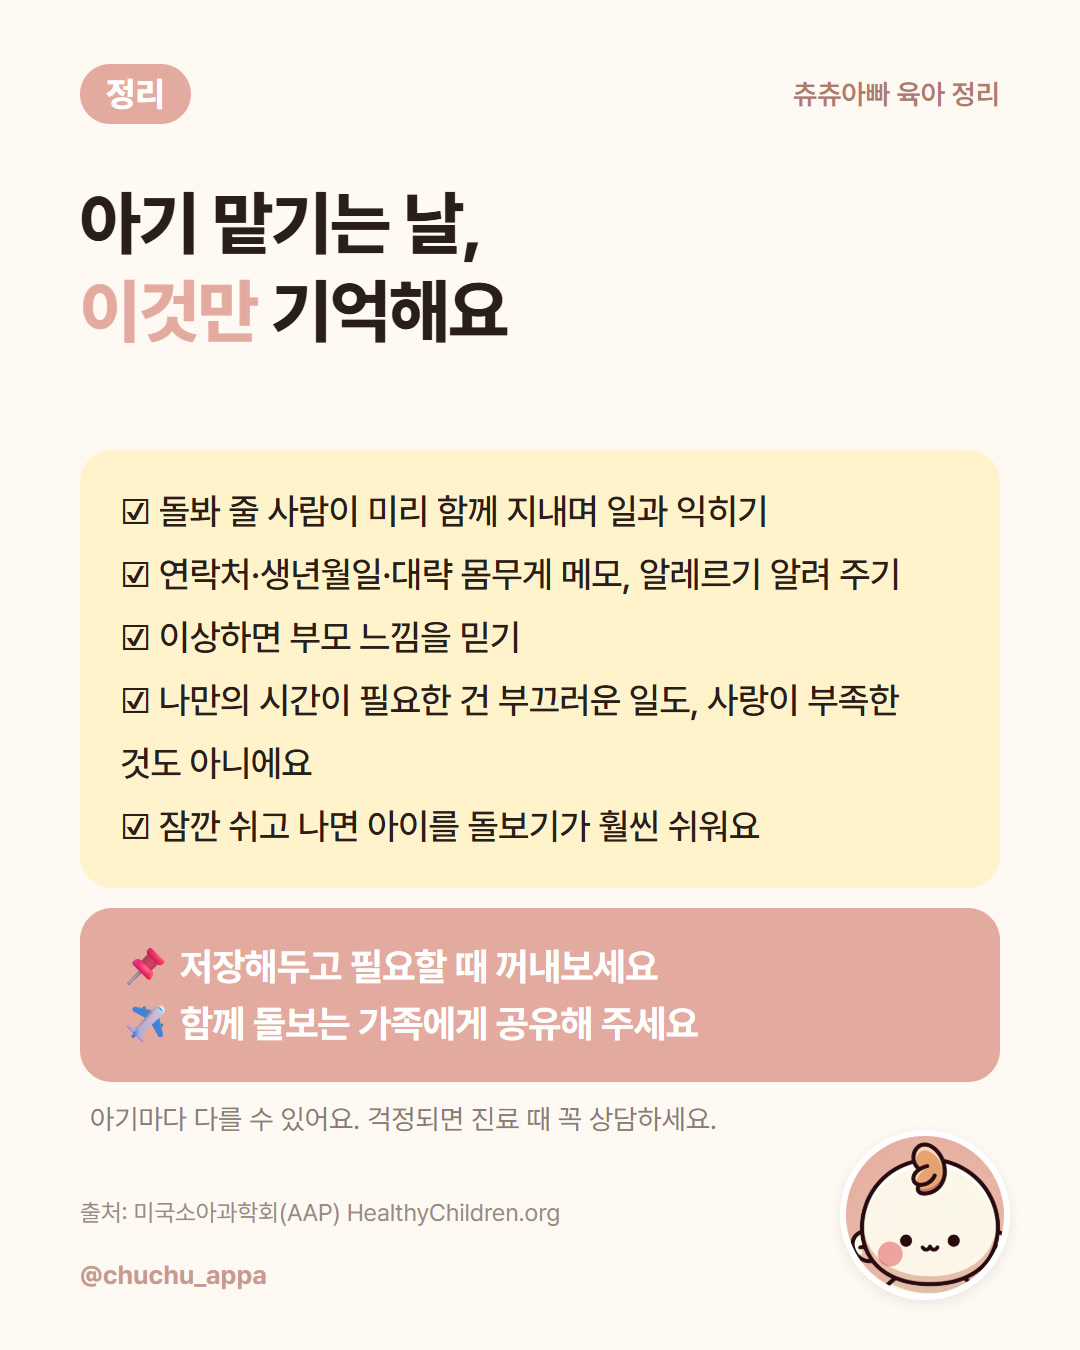 정리
츄츄아빠 육아 정리
아기 맡기는 날,
이것만 기억해요
☑ 돌봐 줄 사람이 미리 함께 지내며 일과 익히기
☑ 연락처·생년월일·대략 몸무게 메모, 알레르기 알려 주기
☑ 이상하면 부모 느낌을 믿기
☑ 나만의 시간이 필요한 건 부끄러운 일도, 사랑이 부족한
것도 아니에요
☑ 잠깐 쉬고 나면 아이를 돌보기가 훨씬 쉬워요
📌 저장해두고 필요할 때 꺼내보세요
✈️ 함께 돌보는 가족에게 공유해 주세요
아기마다 다를 수 있어요. 걱정되면 진료 때 꼭 상담하세요.
출처: 미국소아과학회(AAP) HealthyChildren.org
@chuchu_appa